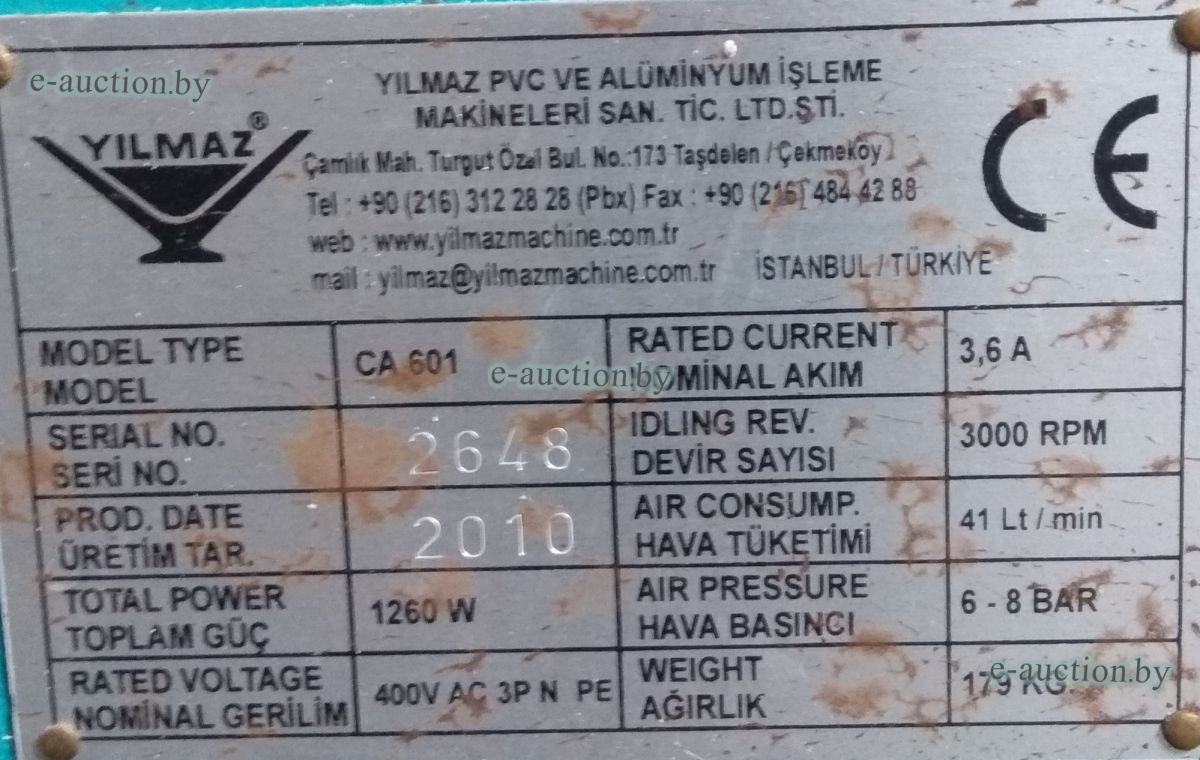 e-auction.by
YILMAZ®
YILMAZ PVC VE ALÜMİNYUM İŞLEME
MAKİNELERİ SAN. TİC. LTD.ŞTİ.
Çamlık Mah. Turgut Özal Bul. No.:173 Taşdelen / Çekmeköy
Tel : +90 (216) 312 28 28 (Pbx) Fax : +90 (216) 484 42 88
web : www.yilmazmachine.com.tr
mail : yilmaz@yilmazmachine.com.tr İSTANBUL / TÜRKİYE
CE
MODEL TYPE
MODEL
CA 601
RATED CURRENT
NOMİNAL AKIM
3,6 A
e-auction.by
SERIAL NO.
SERİ NO.
2648
IDLING REV.
DEVİR SAYISI
3000 RPM
PROD. DATE
ÜRETİM TAR.
2010
AIR CONSUMP.
HAVA TÜKETİMİ
41 Lt / min
TOTAL POWER
TOPLAM GÜÇ
1260 W
AIR PRESSURE
HAVA BASINCI
6 - 8 BAR
RATED VOLTAGE
NOMİNAL GERİLİM
400V AC 3P N PE
WEIGHT
AĞIRLIK
179 KG.
e-auction.by